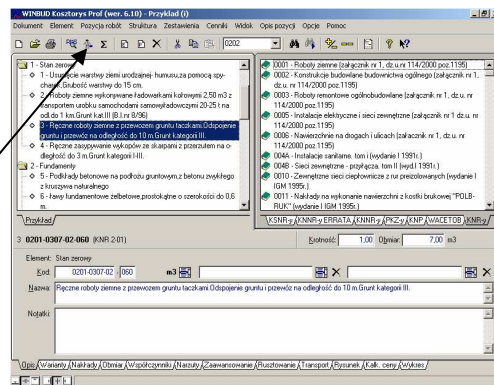 WINBUD Kosztorys Prof (wer. 6.10) - Przykład (i)
Dokument Element Pozycja robót Struktura Zestawienia Cenniki Widok Opis pozycji Opcje Pomoc
0202
1 - Stan zerowy
1 - Usunięcie warstwy ziemi urodzajnej- humusu,za pomocą spy-
charek.Grubość warstwy do 15 cm.
2 - Roboty ziemne wykonywane ładowarkami kołowymi 2,50 m3 z
transportem urobku samochodami samowyładowczymi 20-25 t na
odl.do 1 km.Grunt kat.III (B.I.nr 8/96)
3 - Ręczne roboty ziemne z przewozem gruntu taczkami.Odspojenie
gruntu i przewóz na odległość do 10 m.Grunt kategorii III.
4 - Ręczne zasypywanie wykopów ze skarpami z przerzutem na o-
dległość do 3 m.Grunt kategorii I-III.
2 - Fundamenty
5 - Podkłady betonowe na podłożu gruntowym,z betonu zwykłego
z kruszywa naturalnego
6 - Ławy fundamentowe żelbetowe,prostokątne o szerokości do 0,6
m.
Przykład
0001 - Roboty ziemne (załącznik nr 1, dz.u.nr 114/2000 poz.1195)
0002 - Konstrukcje budowlane budownictwa ogólnego (załącznik nr 1,
dz.u. nr 114/2000 poz.1195)
0003 - Roboty remontowe ogólnobudowlane (załącznik nr 1, dz.u. nr
114/2000 poz.1195)
0005 - Instalacje elektryczne i sieci zewnętrzne (załącznik nr 1 dz.u. nr
114/2000 poz.1195)
0006 - Nawierzchnie na drogach i ulicach (załącznik nr 1, dz.u. nr
114/2000 poz.1195)
004A - Instalacje sanitarne. tom i (wydanie I 1991r.)
004B - Sieci zewnętrzne - przyłącza. tom II (wyd.I 1991r.)
0010 - Zewnętrzne sieci cieplownicze z rur preizolowanych (wydanie I
IGM 1995r.)
0011 - Nakłady na wykonanie nawierzchni z kostki brukowej "POLB-
RUK" (wydanie I IGM 1995r.)
KSNR-y KNNR-y ERRATA KNNR-y PKZ-y KNP WACETOB KNR-y
3 0201-0307-02-060 (KNR 2-01) Krotność: 1,00 Obmiar: 7,00 m3
Element: Stan zerowy
Kod: 0201-0307-02 -060 m3
Nazwa: Ręczne roboty ziemne z przewozem gruntu taczkami.Odspojenie gruntu i przewóz na odległość do 10 m.Grunt kategorii III.
Notatki:
Opis Warianty Nakłady Obmiar Współczynniki Narzuty Zaawansowanie Rusztowanie Transport Rysunek Kalk. ceny Wykres